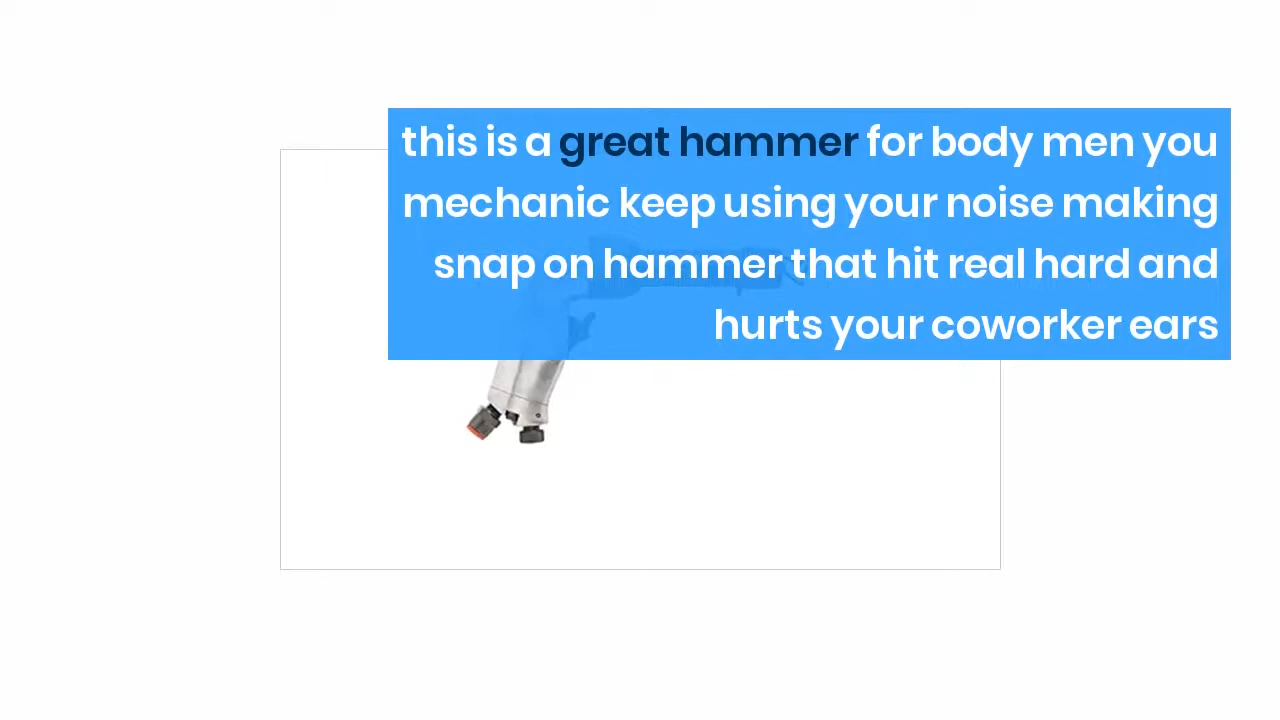 this is a great hammer for body men you
mechanic keep using your noise making
snap on hammer that hit real hard and
hurts your coworker ears